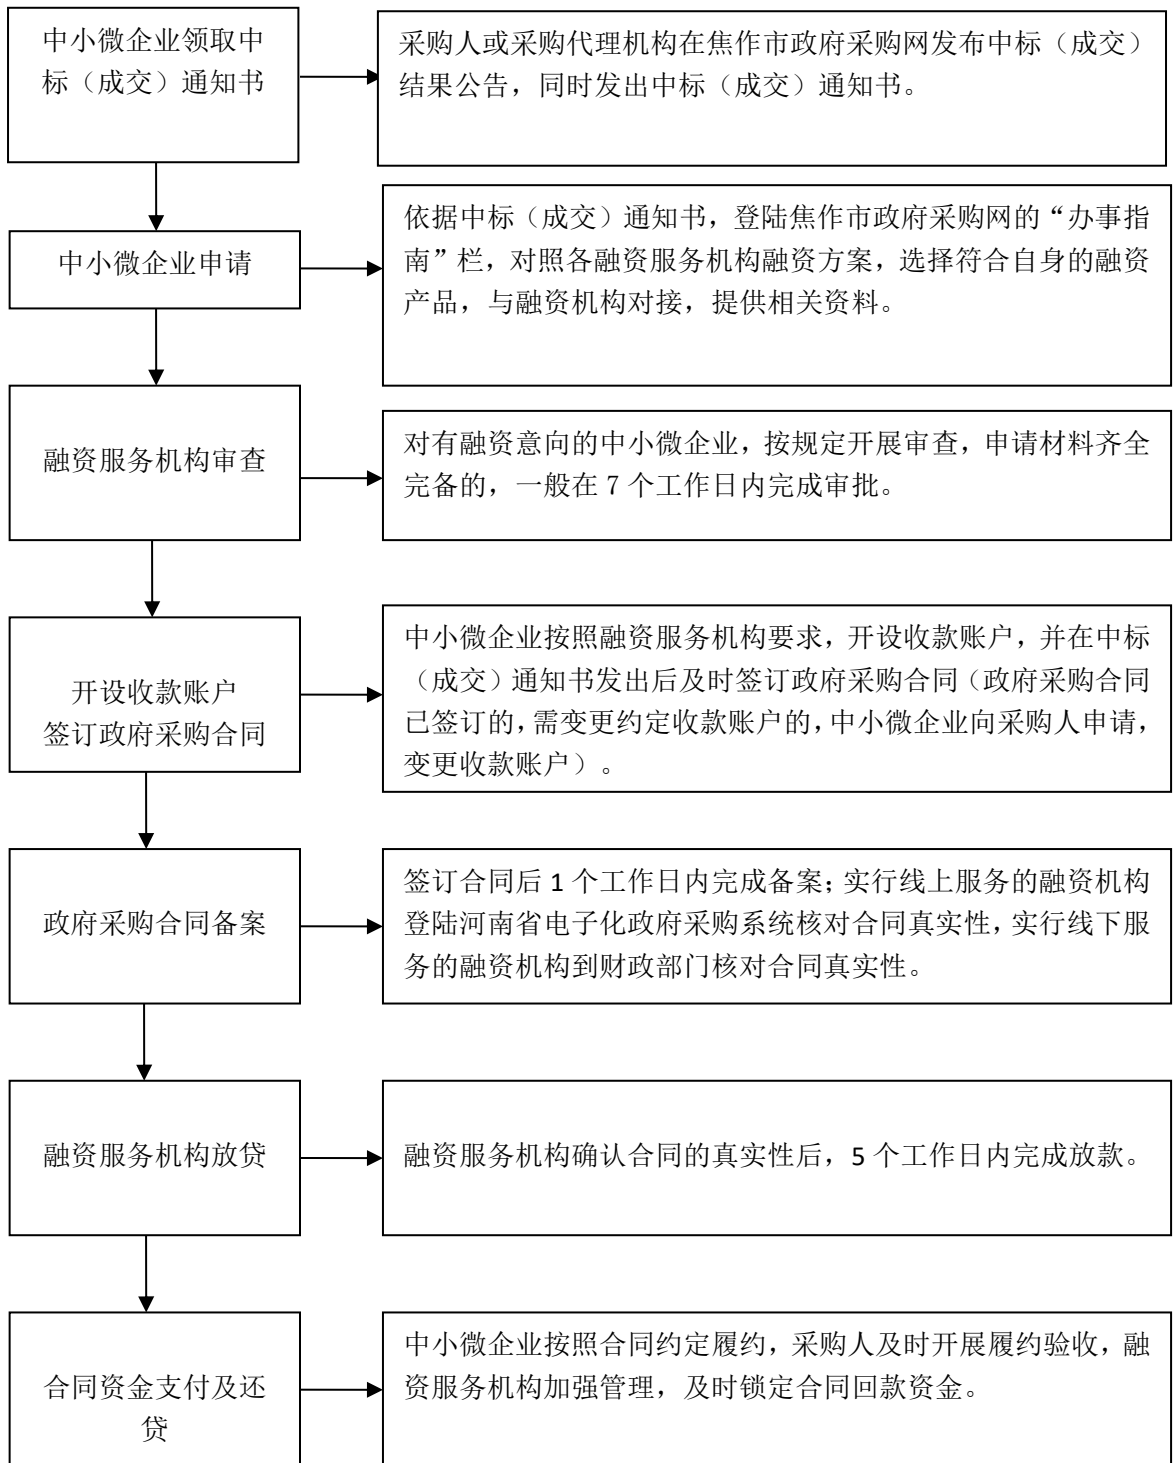 中小微企业领取中
标（成交）通知书
采购人或采购代理机构在焦作市政府采购网发布中标（成交）
结果公告，同时发出中标（成交）通知书。
中小微企业申请
依据中标（成交）通知书，登陆焦作市政府采购网的“办事指
南”栏，对照各融资服务机构融资方案，选择符合自身的融资
产品，与融资机构对接，提供相关资料。
融资服务机构审查
对有融资意向的中小微企业，按规定开展审查，申请材料齐全
完备的，一般在 7 个工作日内完成审批。
开设收款账户
签订政府采购合同
中小微企业按照融资服务机构要求，开设收款账户，并在中标
（成交）通知书发出后及时签订政府采购合同（政府采购合同
已签订的，需变更约定收款账户的，中小微企业向采购人申请，
变更收款账户）。
政府采购合同备案
签订合同后 1 个工作日内完成备案；实行线上服务的融资机构
登陆河南省电子化政府采购系统核对合同真实性，实行线下服
务的融资机构到财政部门核对合同真实性。
融资服务机构放贷
融资服务机构确认合同的真实性后，5 个工作日内完成放款。
合同资金支付及还
贷
中小微企业按照合同约定履约，采购人及时开展履约验收，融
资服务机构加强管理，及时锁定合同回款资金。